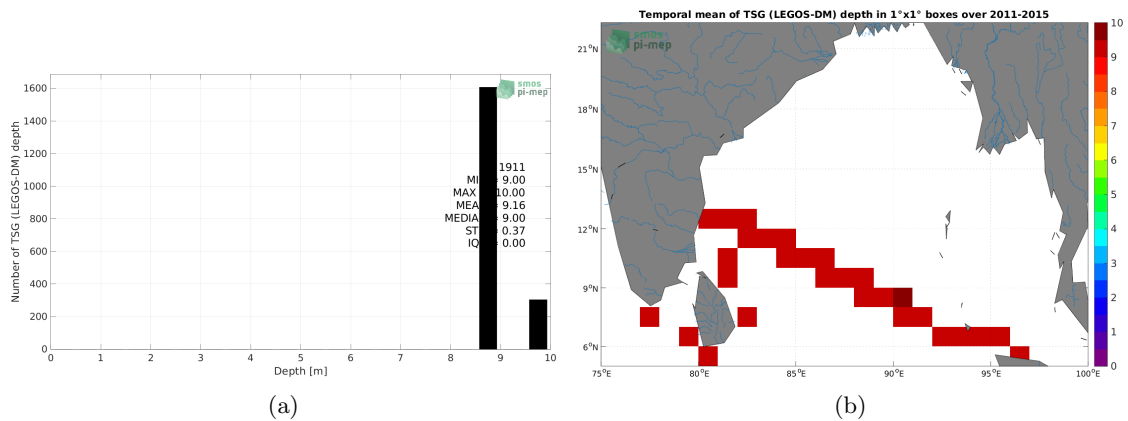 Temporal mean of TSG (LEGOS-DM) depth in 1°x1° boxes over 2011-2015
smos
pi-mep
1911
= 9.00
MAX 10.00
= 9.16
MEDIA = 9.00
= 0.37
= 0.00
Number of TSG (LEGOS-DM) depth
1600
1400
1200
1000
800
600
400
200
0
0 1 2 3 4 5 6 7 8 9 10
Depth [m]
smos
pi-mep
21°N
18°N
15°N
12°N
9°N
6°N
75°E 80°E 85°E 90°E 95°E 100°E
10
9
8
7
6
5
4
3
2
1
0
(a) (b)